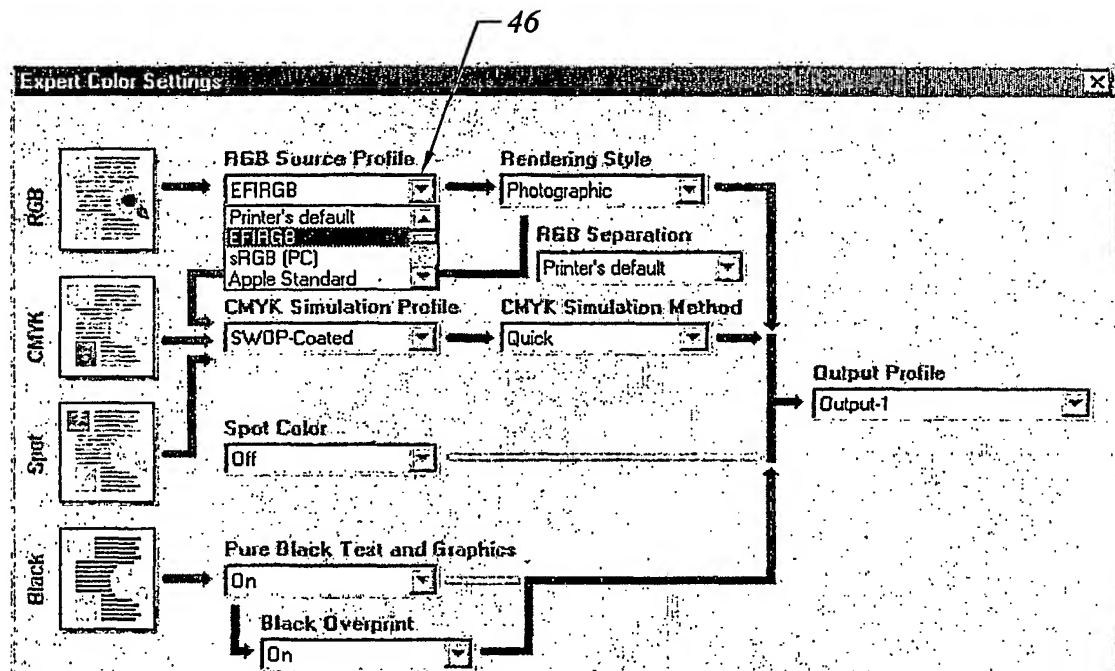 46
Expert Color Settings
RGB
RGB Source Profile
EFIRGB
Printer's default
EFIRGB
sRGB (PC)
Apple Standard
Rendering Style
Photographic
RGB Separation
Printer's default
CMYK
CMYK Simulation Profile
SWOP-Coated
CMYK Simulation Method
Quick
Output Profile
Output-1
Spot
Spot Color
Off
Black
Pure Black Text and Graphics
On
Black Overprint
On